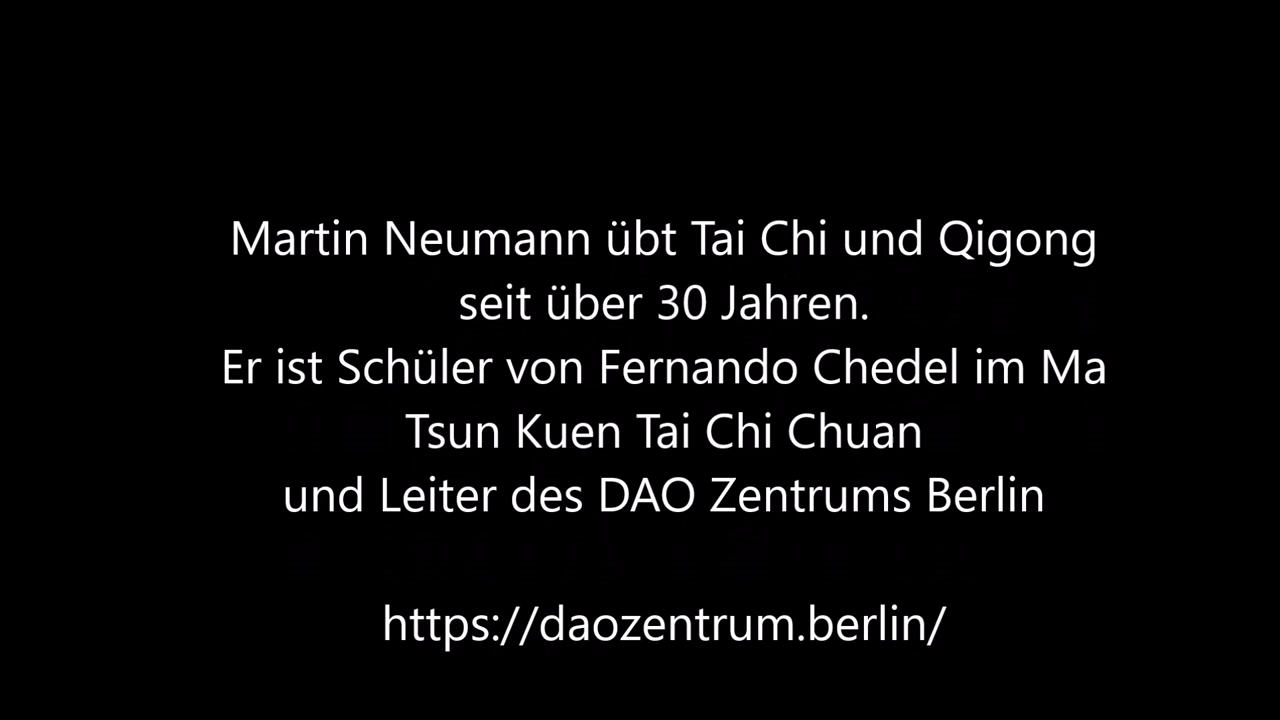 Martin Neumann übt Tai Chi und Qigong
seit über 30 Jahren.
Er ist Schüler von Fernando Chedel im Ma
Tsun Kuen Tai Chi Chuan
und Leiter des DAO Zentrums Berlin
https://daozentrum.berlin/